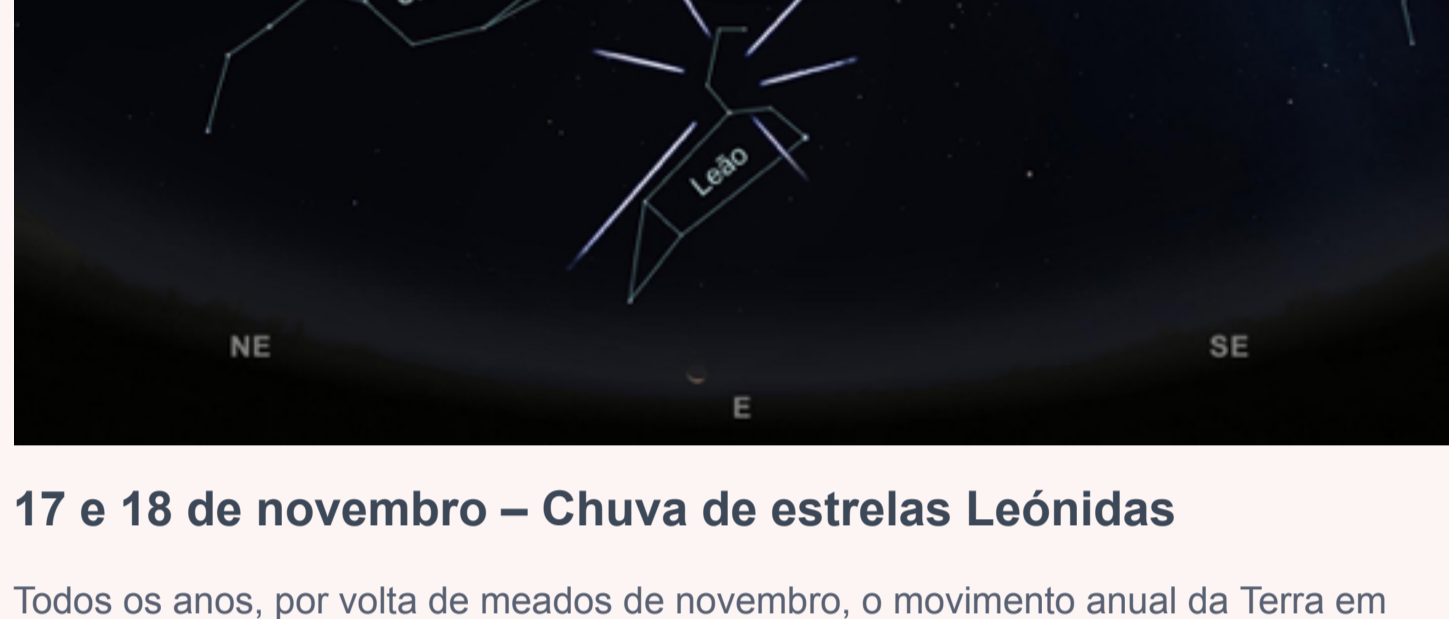 Leão
NE
SE
E
17 e 18 de novembro – Chuva de estrelas Leónidas
Todos os anos, por volta de meados de novembro, o movimento anual da Terra em